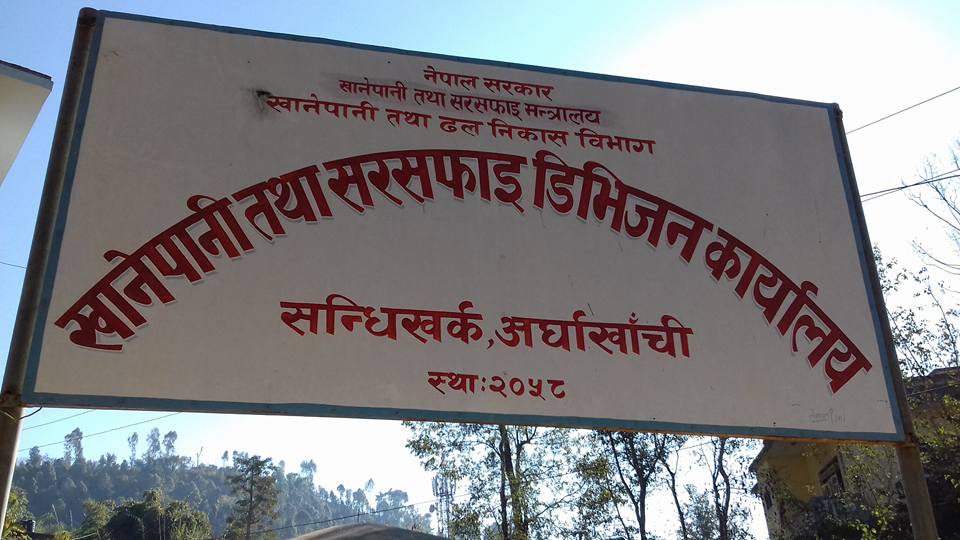 नेपाल सरकार
खानेपानी तथा सरसफाइ मन्त्रालय
खानेपानी तथा ढल निकास विभाग
खानेपानी तथा सरसफाइ डिभिजन कार्यालय
सन्धिखर्क, अर्घाखाँची
स्था: २०५८